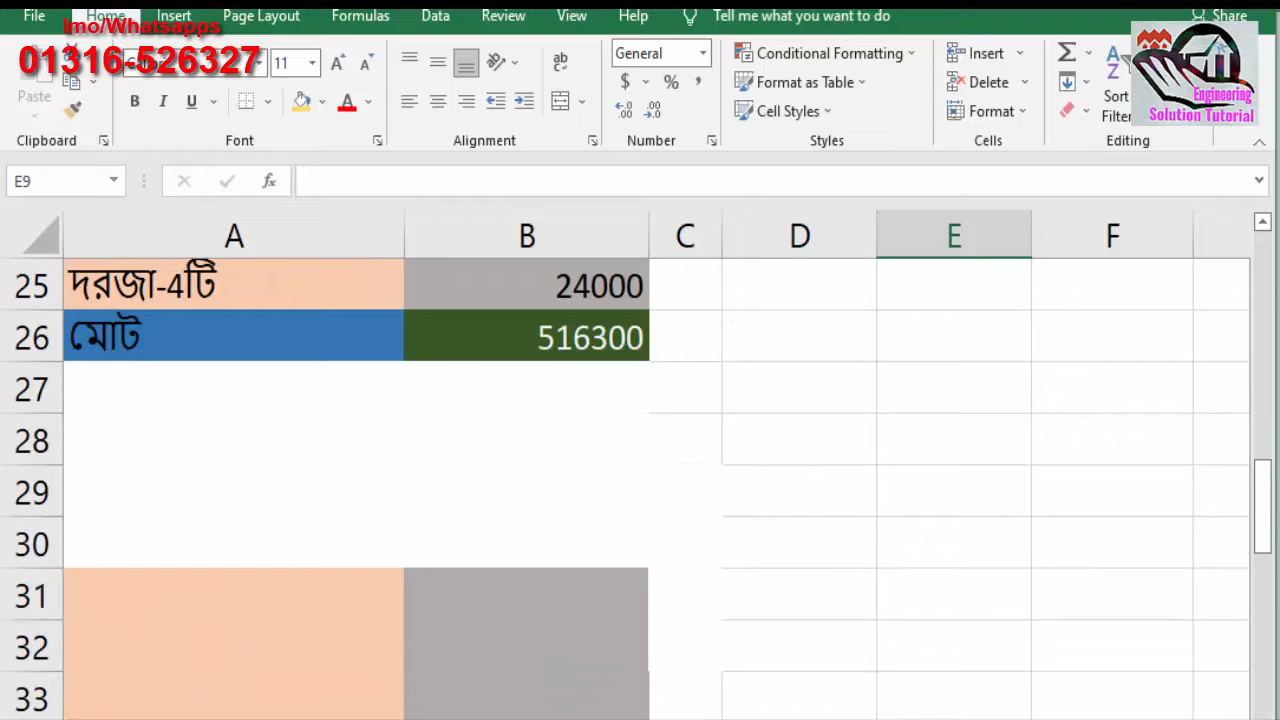 File Home Insert Page Layout Formulas Data Review View Help Tell me what you want to do Share
Imo/Whatsapps
01316-526327
11 General Conditional Formatting Insert
Paste Format as Table Delete Sort
Cell Styles Format Filter
Engineering
Solution Tutorial
Clipboard Font Alignment Number Styles Cells Editing
E9 fx
A B C D E F
25 দরজা-4টি 24000
26 মোট 516300
27
28
29
30
31
32
33